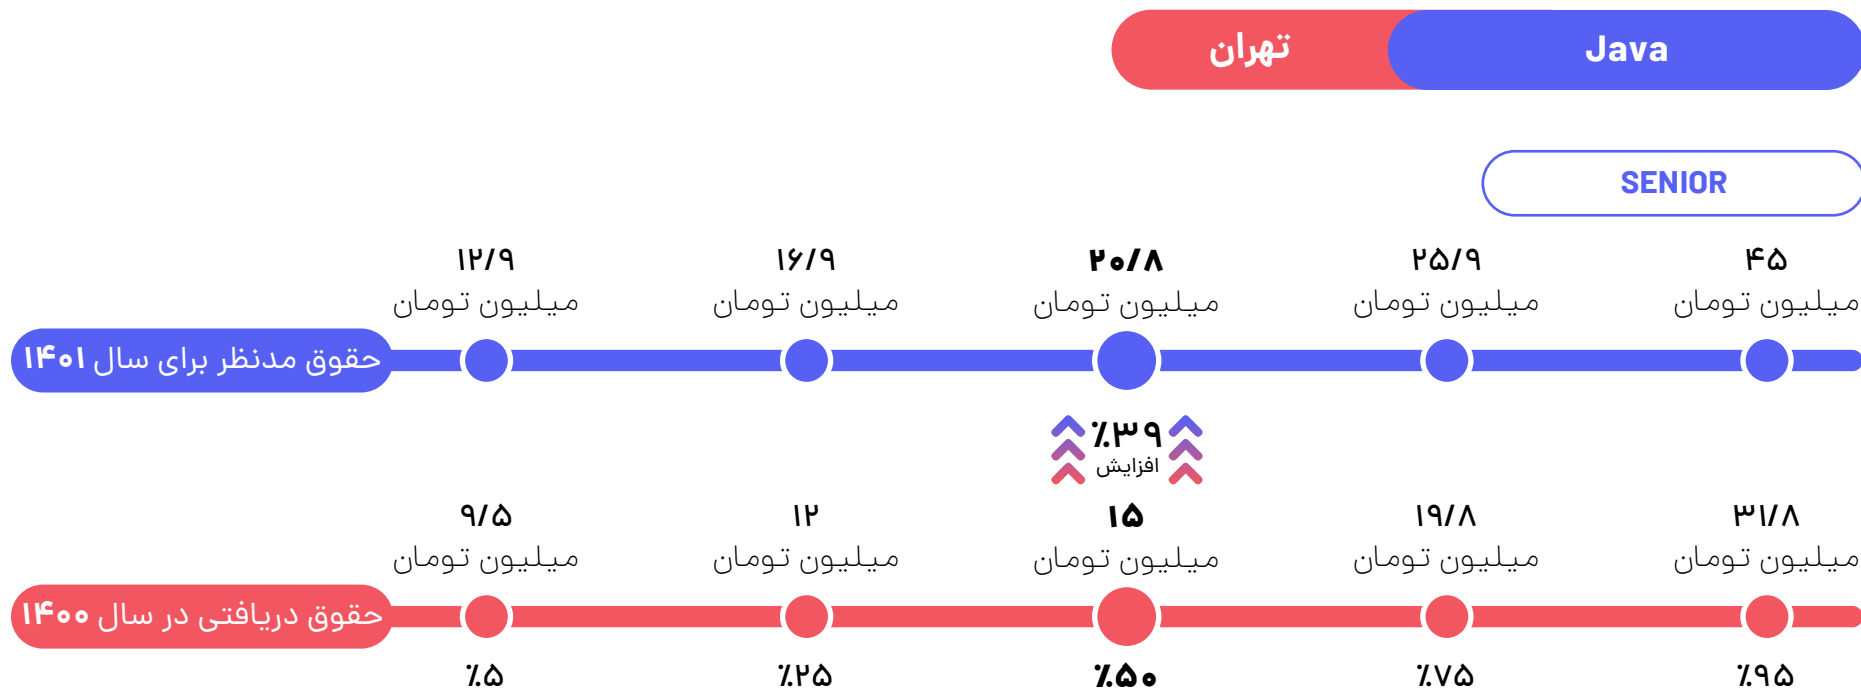 Java
تهران
SENIOR
۱۲/۹ ۱۶/۹ ۲۰/۸ ۲۵/۹ ۴۵
میلیون تومان میلیون تومان میلیون تومان میلیون تومان میلیون تومان
حقوق مدنظر برای سال ۱۴۰۱
٪۳۹
افزایش
۹/۵ ۱۲ ۱۵ ۱۹/۸ ۳۱/۸
میلیون تومان میلیون تومان میلیون تومان میلیون تومان میلیون تومان
حقوق دریافتی در سال ۱۴۰۰
٪۵ ٪۲۵ ٪۵۰ ٪۷۵ ٪۹۵